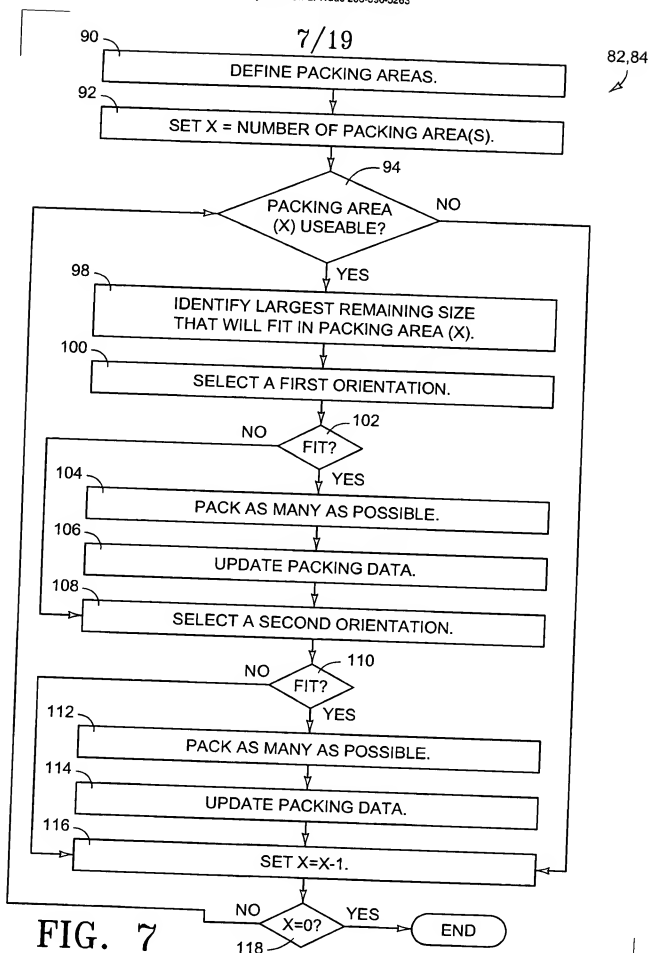 7/19
82,84
90
DEFINE PACKING AREAS.
92
SET X = NUMBER OF PACKING AREA(S).
94
PACKING AREA
(X) USEABLE?
NO
YES
98
IDENTIFY LARGEST REMAINING SIZE
THAT WILL FIT IN PACKING AREA (X).
100
SELECT A FIRST ORIENTATION.
102
NO
FIT?
YES
104
PACK AS MANY AS POSSIBLE.
106
UPDATE PACKING DATA.
108
SELECT A SECOND ORIENTATION.
110
NO
FIT?
YES
112
PACK AS MANY AS POSSIBLE.
114
UPDATE PACKING DATA.
116
SET X=X-1.
NO
X=0?
YES
END
118
FIG. 7